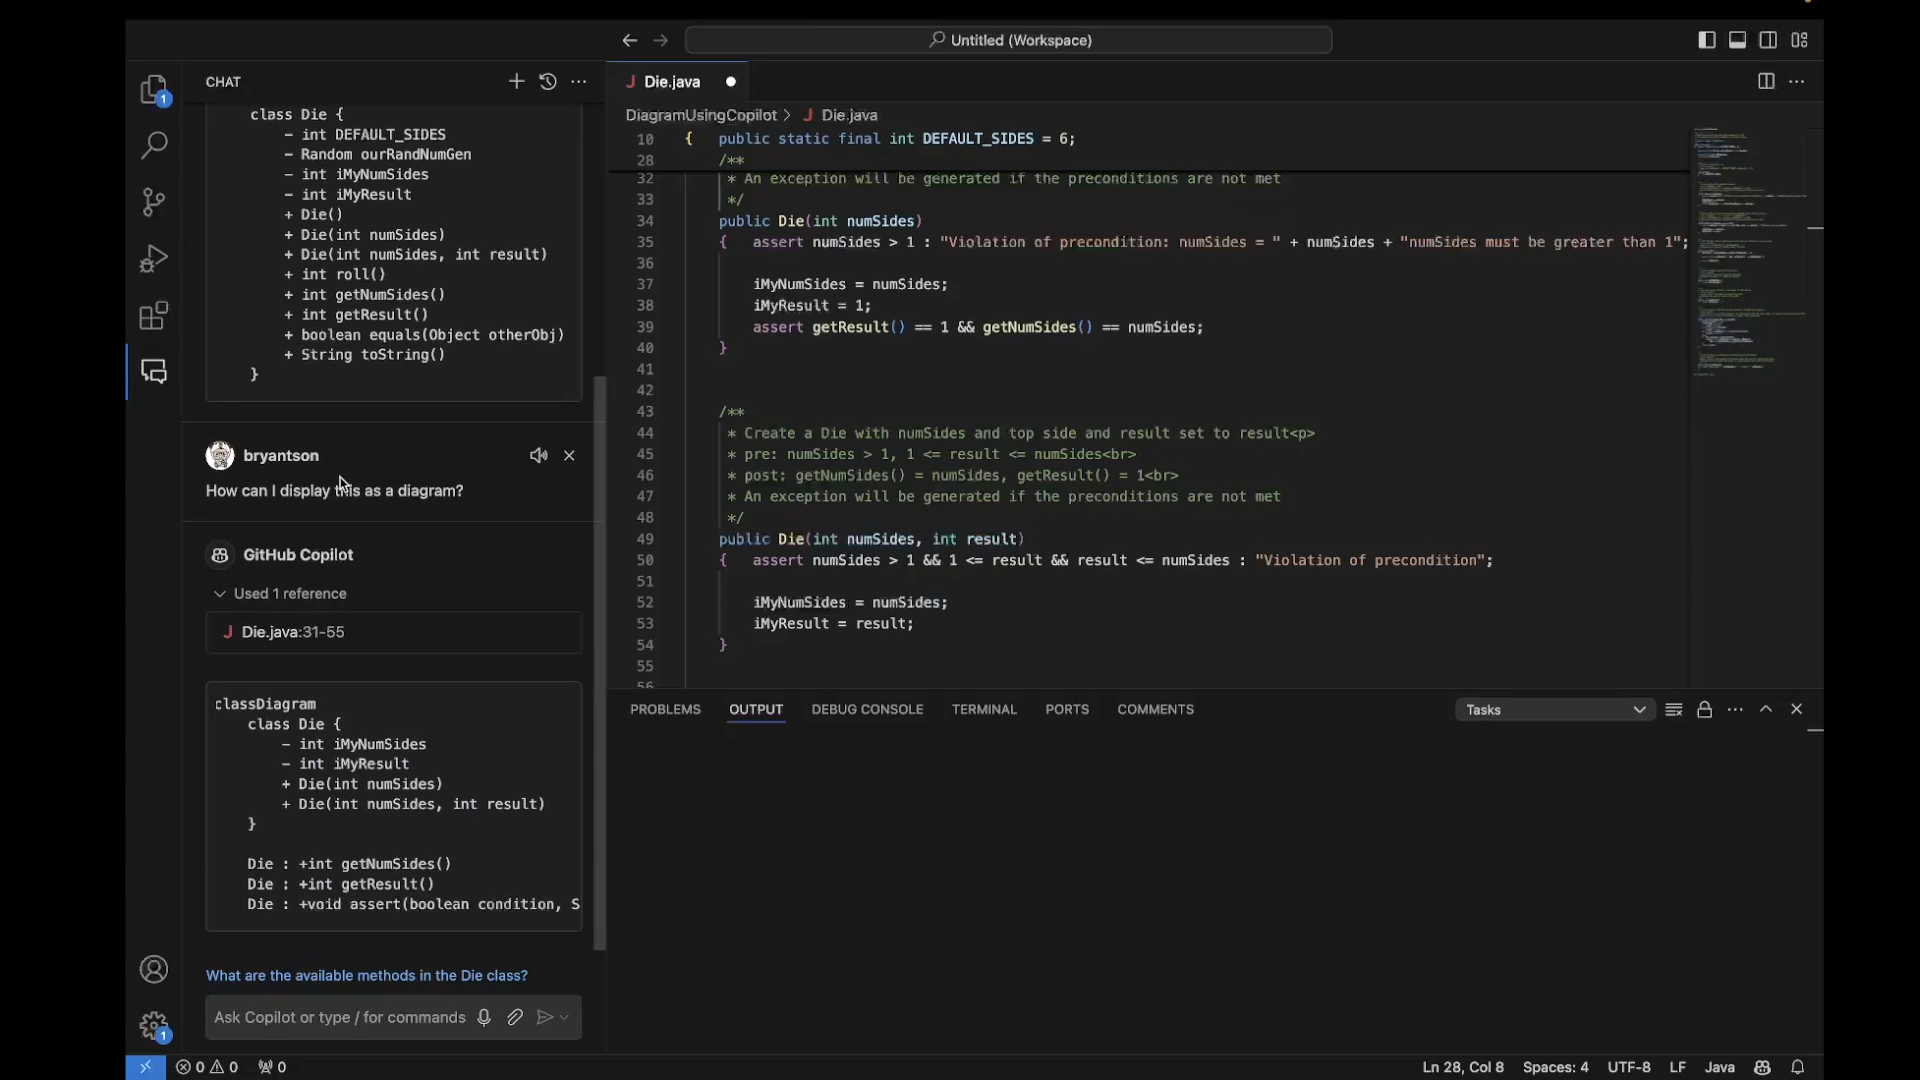 Untitled (Workspace)
CHAT
class Die {
- int DEFAULT_SIDES
- Random ourRandNumGen
- int iMyNumSides
- int iMyResult
+ Die()
+ Die(int numSides)
+ Die(int numSides, int result)
+ int roll()
+ int getNumSides()
+ int getResult()
+ boolean equals(Object otherObj)
+ String toString()
}
bryantson
How can I display this as a diagram?
GitHub Copilot
Used 1 reference
J Die.java:31-55
classDiagram
class Die {
- int iMyNumSides
- int iMyResult
+ Die(int numSides)
+ Die(int numSides, int result)
}
Die : +int getNumSides()
Die : +int getResult()
Die : +void assert(boolean condition, S
What are the available methods in the Die class?
Ask Copilot or type / for commands
1
1
J Die.java
DiagramUsingCopilot > J Die.java
10 { public static final int DEFAULT_SIDES = 6;
28 /**
32 * An exception will be generated if the preconditions are not met
33 */
34 public Die(int numSides)
35 { assert numSides > 1 : "Violation of precondition: numSides = " + numSides + "numSides must be greater than 1";
36
37 iMyNumSides = numSides;
38 iMyResult = 1;
39 assert getResult() == 1 && getNumSides() == numSides;
40 }
41
42
43 /**
44 * Create a Die with numSides and top side and result set to result<p>
45 * pre: numSides > 1, 1 <= result <= numSides<br>
46 * post: getNumSides() = numSides, getResult() = 1<br>
47 * An exception will be generated if the preconditions are not met
48 */
49 public Die(int numSides, int result)
50 { assert numSides > 1 && 1 <= result && result <= numSides : "Violation of precondition";
51
52 iMyNumSides = numSides;
53 iMyResult = result;
54 }
55
56
PROBLEMS OUTPUT DEBUG CONSOLE TERMINAL PORTS COMMENTS Tasks
0 0 0 Ln 28, Col 8 Spaces: 4 UTF-8 LF Java